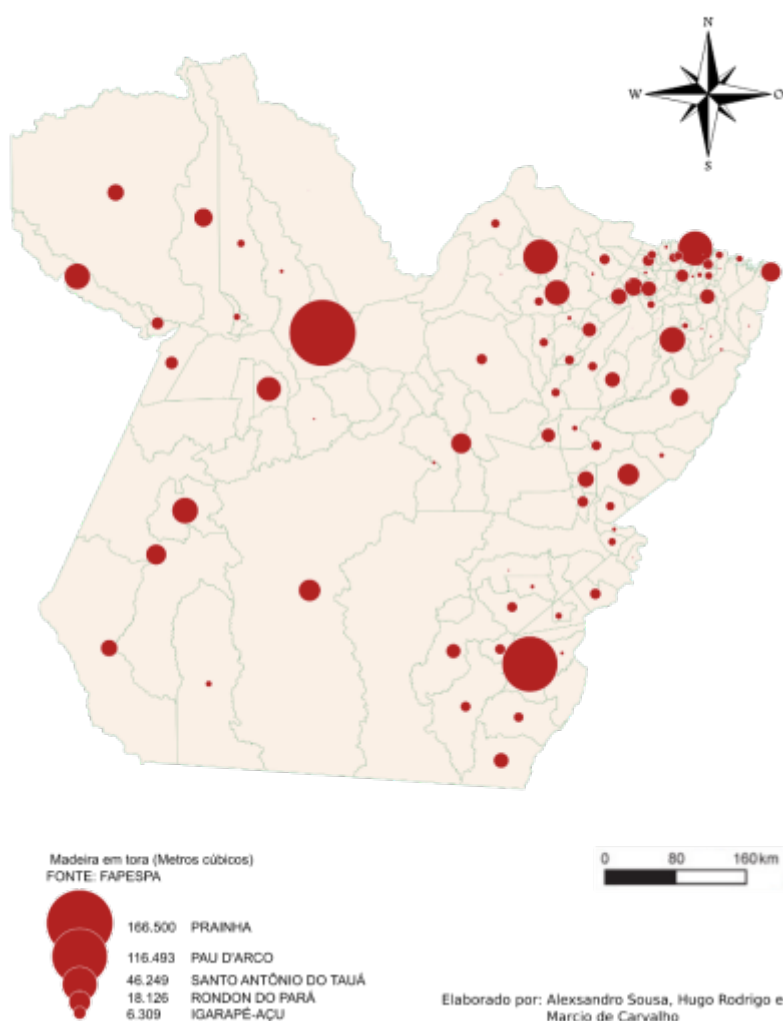 N
W O
S
Madeira em tora (Metros cúbicos)
FONTE: FAPESPA
0 80 160 km
166.500 PRAINHA
116.493 PAU D'ARCO
46.249 SANTO ANTÔNIO DO TAUÁ
18.126 RONDON DO PARÁ
6.309 IGARAPÉ-AÇU
Elaborado por: Alexsandro Sousa, Hugo Rodrigo e
Marcio de Carvalho